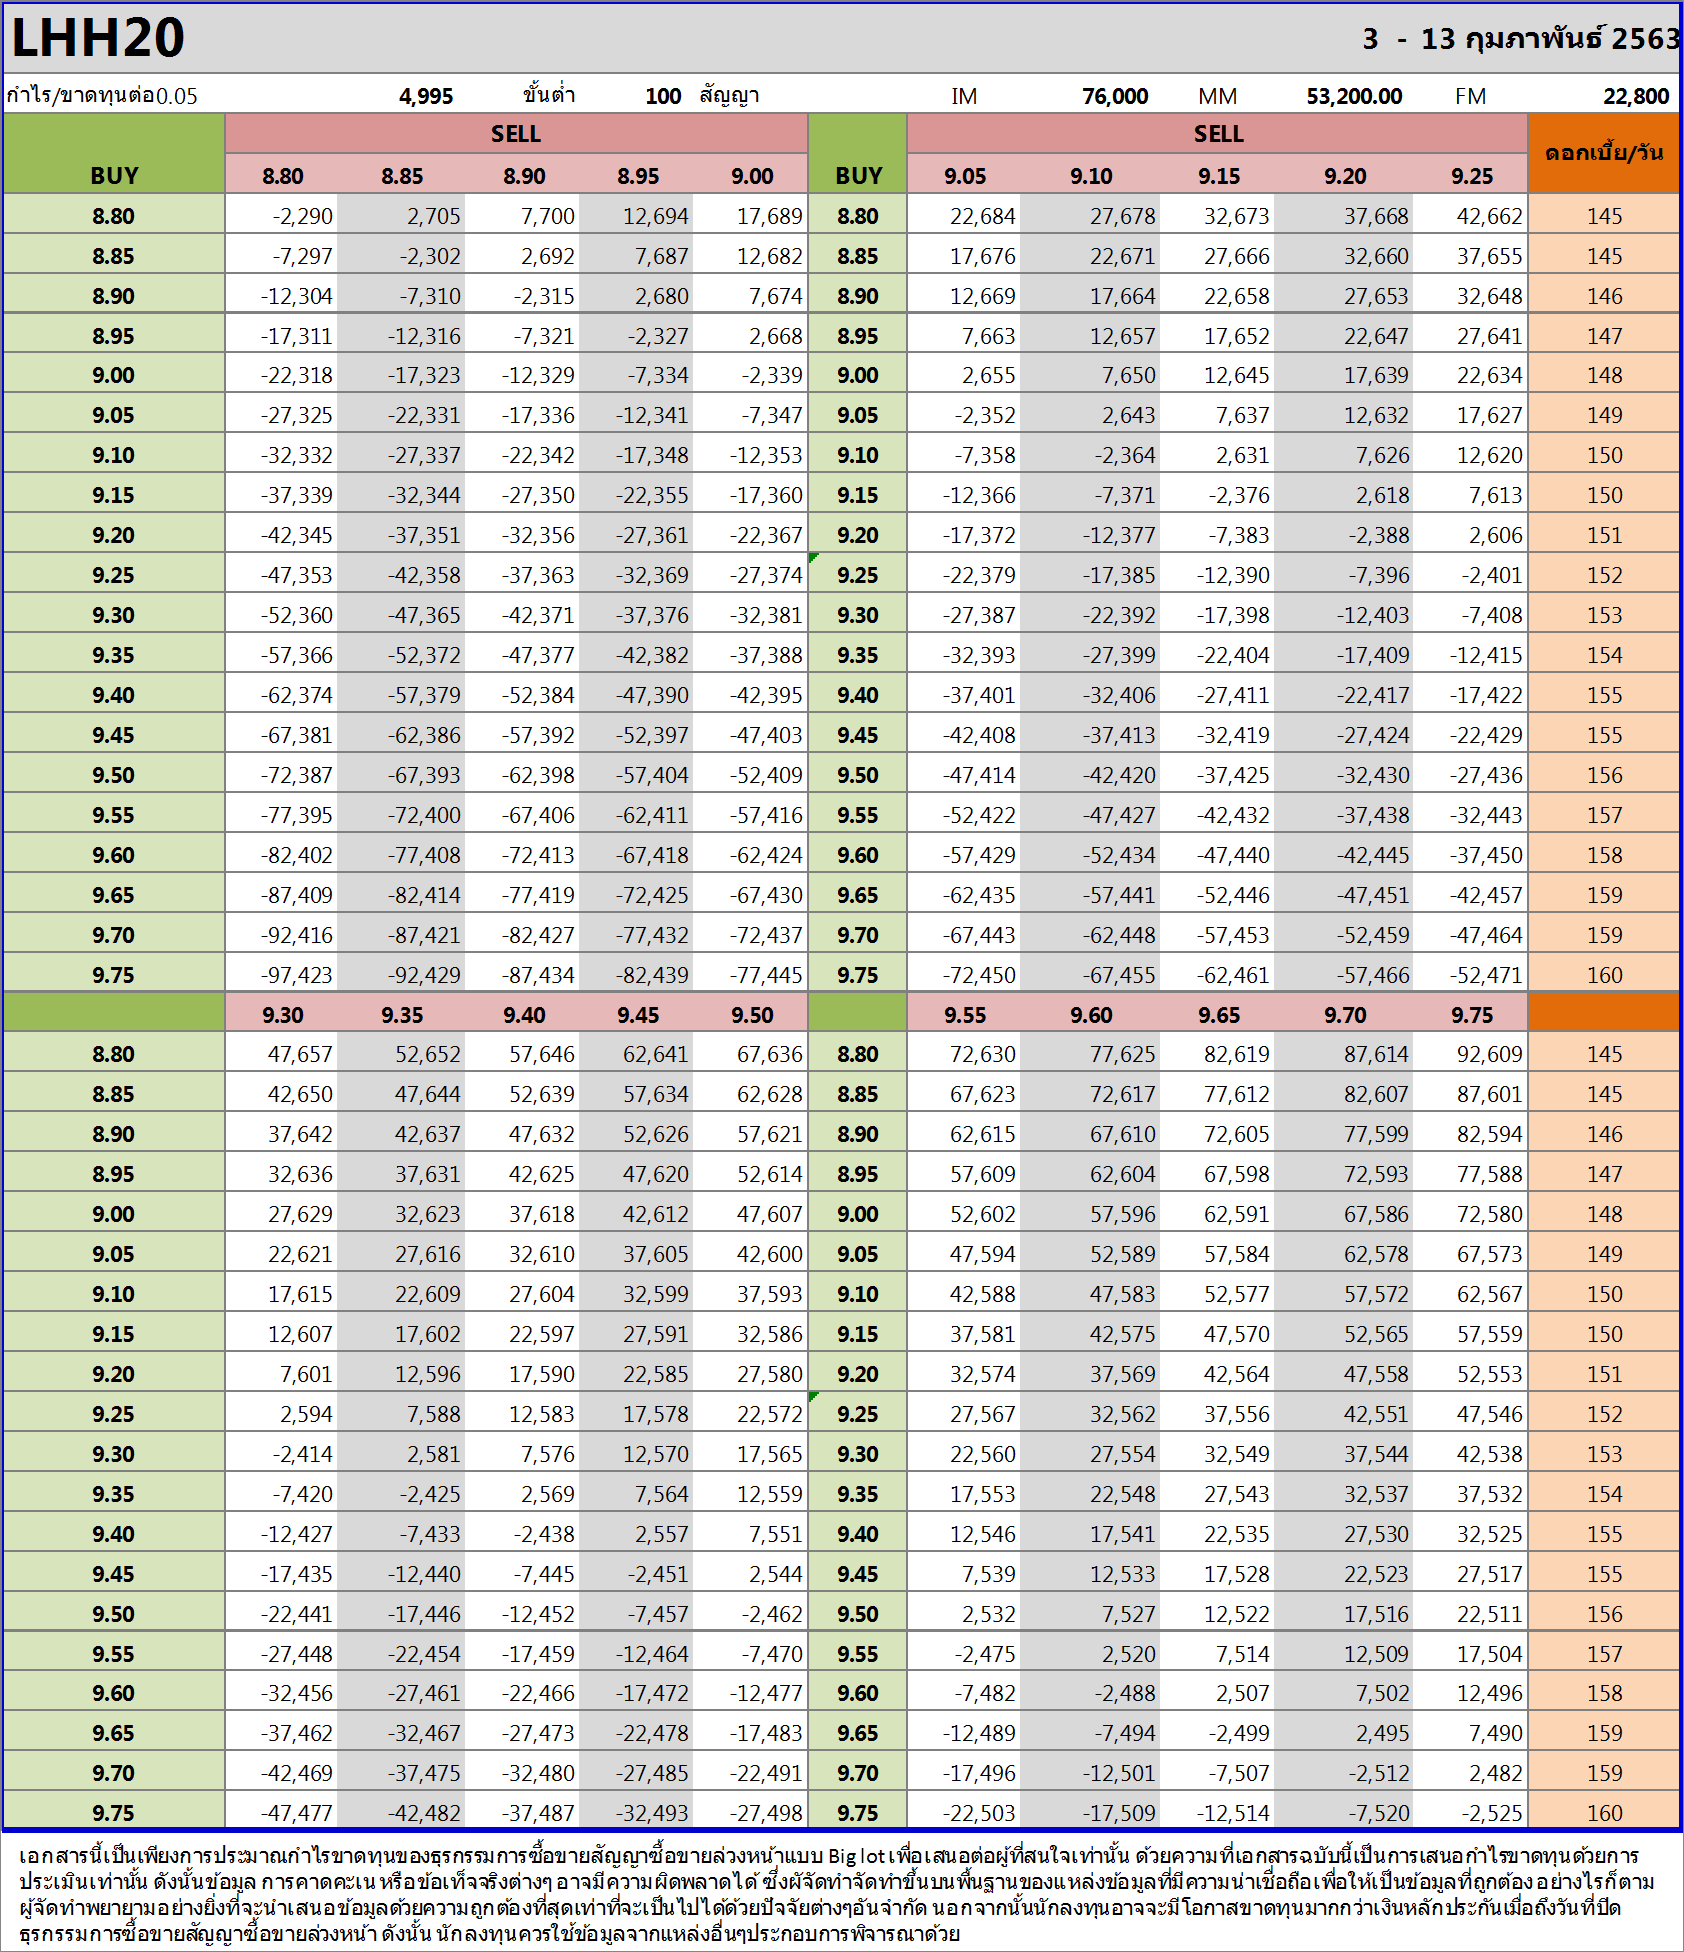 LHH20 3 - 13 กุมภาพันธ์ 2563
กำไร/ขาดทุนต่อ0.05 4,995 ขั้นต่ำ 100 สัญญา IM 76,000 MM 53,200.00 FM 22,800
SELL SELL ดอกเบี้ย/วัน
BUY 8.80 8.85 8.90 8.95 9.00 BUY 9.05 9.10 9.15 9.20 9.25
8.80 -2,290 2,705 7,700 12,694 17,689 8.80 22,684 27,678 32,673 37,668 42,662 145
8.85 -7,297 -2,302 2,692 7,687 12,682 8.85 17,676 22,671 27,666 32,660 37,655 145
8.90 -12,304 -7,310 -2,315 2,680 7,674 8.90 12,669 17,664 22,658 27,653 32,648 146
8.95 -17,311 -12,316 -7,321 -2,327 2,668 8.95 7,663 12,657 17,652 22,647 27,641 147
9.00 -22,318 -17,323 -12,329 -7,334 -2,339 9.00 2,655 7,650 12,645 17,639 22,634 148
9.05 -27,325 -22,331 -17,336 -12,341 -7,347 9.05 -2,352 2,643 7,637 12,632 17,627 149
9.10 -32,332 -27,337 -22,342 -17,348 -12,353 9.10 -7,358 -2,364 2,631 7,626 12,620 150
9.15 -37,339 -32,344 -27,350 -22,355 -17,360 9.15 -12,366 -7,371 -2,376 2,618 7,613 150
9.20 -42,345 -37,351 -32,356 -27,361 -22,367 9.20 -17,372 -12,377 -7,383 -2,388 2,606 151
9.25 -47,353 -42,358 -37,363 -32,369 -27,374 9.25 -22,379 -17,385 -12,390 -7,396 -2,401 152
9.30 -52,360 -47,365 -42,371 -37,376 -32,381 9.30 -27,387 -22,392 -17,398 -12,403 -7,408 153
9.35 -57,366 -52,372 -47,377 -42,382 -37,388 9.35 -32,393 -27,399 -22,404 -17,409 -12,415 154
9.40 -62,374 -57,379 -52,384 -47,390 -42,395 9.40 -37,401 -32,406 -27,411 -22,417 -17,422 155
9.45 -67,381 -62,386 -57,392 -52,397 -47,403 9.45 -42,408 -37,413 -32,419 -27,424 -22,429 155
9.50 -72,387 -67,393 -62,398 -57,404 -52,409 9.50 -47,414 -42,420 -37,425 -32,430 -27,436 156
9.55 -77,395 -72,400 -67,406 -62,411 -57,416 9.55 -52,422 -47,427 -42,432 -37,438 -32,443 157
9.60 -82,402 -77,408 -72,413 -67,418 -62,424 9.60 -57,429 -52,434 -47,440 -42,445 -37,450 158
9.65 -87,409 -82,414 -77,419 -72,425 -67,430 9.65 -62,435 -57,441 -52,446 -47,451 -42,457 159
9.70 -92,416 -87,421 -82,427 -77,432 -72,437 9.70 -67,443 -62,448 -57,453 -52,459 -47,464 159
9.75 -97,423 -92,429 -87,434 -82,439 -77,445 9.75 -72,450 -67,455 -62,461 -57,466 -52,471 160
9.30 9.35 9.40 9.45 9.50 9.55 9.60 9.65 9.70 9.75
8.80 47,657 52,652 57,646 62,641 67,636 8.80 72,630 77,625 82,619 87,614 92,609 145
8.85 42,650 47,644 52,639 57,634 62,628 8.85 67,623 72,617 77,612 82,607 87,601 145
8.90 37,642 42,637 47,632 52,626 57,621 8.90 62,615 67,610 72,605 77,599 82,594 146
8.95 32,636 37,631 42,625 47,620 52,614 8.95 57,609 62,604 67,598 72,593 77,588 147
9.00 27,629 32,623 37,618 42,612 47,607 9.00 52,602 57,596 62,591 67,586 72,580 148
9.05 22,621 27,616 32,610 37,605 42,600 9.05 47,594 52,589 57,584 62,578 67,573 149
9.10 17,615 22,609 27,604 32,599 37,593 9.10 42,588 47,583 52,577 57,572 62,567 150
9.15 12,607 17,602 22,597 27,591 32,586 9.15 37,581 42,575 47,570 52,565 57,559 150
9.20 7,601 12,596 17,590 22,585 27,580 9.20 32,574 37,569 42,564 47,558 52,553 151
9.25 2,594 7,588 12,583 17,578 22,572 9.25 27,567 32,562 37,556 42,551 47,546 152
9.30 -2,414 2,581 7,576 12,570 17,565 9.30 22,560 27,554 32,549 37,544 42,538 153
9.35 -7,420 -2,425 2,569 7,564 12,559 9.35 17,553 22,548 27,543 32,537 37,532 154
9.40 -12,427 -7,433 -2,438 2,557 7,551 9.40 12,546 17,541 22,535 27,530 32,525 155
9.45 -17,435 -12,440 -7,445 -2,451 2,544 9.45 7,539 12,533 17,528 22,523 27,517 155
9.50 -22,441 -17,446 -12,452 -7,457 -2,462 9.50 2,532 7,527 12,522 17,516 22,511 156
9.55 -27,448 -22,454 -17,459 -12,464 -7,470 9.55 -2,475 2,520 7,514 12,509 17,504 157
9.60 -32,456 -27,461 -22,466 -17,472 -12,477 9.60 -7,482 -2,488 2,507 7,502 12,496 158
9.65 -37,462 -32,467 -27,473 -22,478 -17,483 9.65 -12,489 -7,494 -2,499 2,495 7,490 159
9.70 -42,469 -37,475 -32,480 -27,485 -22,491 9.70 -17,496 -12,501 -7,507 -2,512 2,482 159
9.75 -47,477 -42,482 -37,487 -32,493 -27,498 9.75 -22,503 -17,509 -12,514 -7,520 -2,525 160
เอกสารนี้เป็นเพียงการประมาณกำไรขาดทุนของธุรกรรมการซื้อขายสัญญาซื้อขายล่วงหน้าแบบ Big lot เพื่อเสนอต่อผู้ที่สนใจเท่านั้น ด้วยความที่เอกสารฉบับนี้เป็นการเสนอกำไรขาดทุนด้วยการ
ประเมินเท่านั้น ดังนั้นข้อมูล การคาดคะเน หรือข้อเท็จจริงต่างๆ อาจมีความผิดพลาดได้ ซึ่งผู้จัดทำจัดทำขึ้นบนพื้นฐานของแหล่งข้อมูลที่มีความน่าเชื่อถือเพื่อให้เป็นข้อมูลที่ถูกต้อง อย่างไรก็ตาม
ผู้จัดทำพยายามอย่างยิ่งที่จะนำเสนอข้อมูลด้วยความถูกต้องที่สุดเท่าที่จะเป็นไปได้ด้วยปัจจัยต่างๆอันจำกัด นอกจากนั้นนักลงทุนอาจจะมีโอกาสขาดทุนมากกว่าเงินหลักประกันเมื่อถึงวันที่ปิด
ธุรกรรมการซื้อขายสัญญาซื้อขายล่วงหน้า ดังนั้น นักลงทุนควรใช้ข้อมูลจากแหล่งอื่นๆประกอบการพิจารณาด้วย